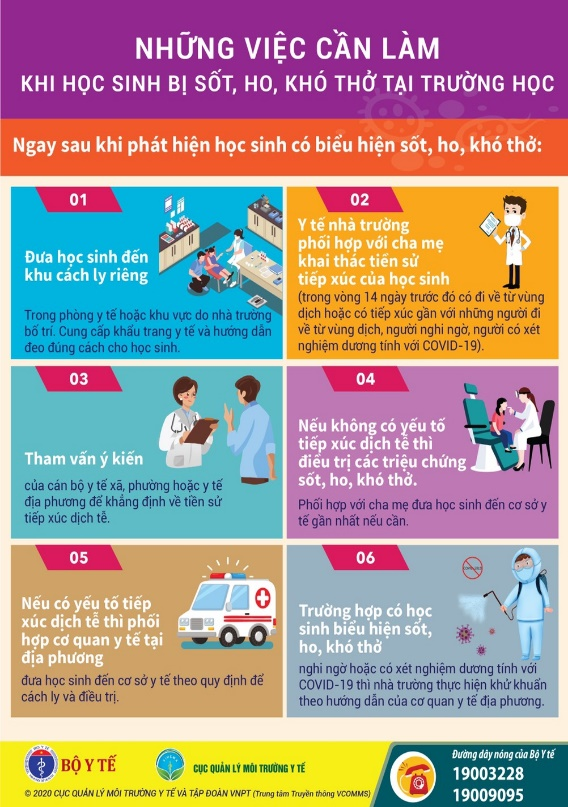 NHỮNG VIỆC CẦN LÀM
KHI HỌC SINH BỊ SỐT, HO, KHÓ THỞ TẠI TRƯỜNG HỌC
Ngay sau khi phát hiện học sinh có biểu hiện sốt, ho, khó thở:
01
Đưa học sinh đến
khu cách ly riêng
Trong phòng y tế hoặc khu vực do nhà trường
bố trí. Cung cấp khẩu trang y tế và hướng dẫn
đeo đúng cách cho học sinh.
02
Y tế nhà trường
phối hợp với cha mẹ
khai thác tiền sử
tiếp xúc của học sinh
(trong vòng 14 ngày trước đó có đi về từ vùng
dịch hoặc có tiếp xúc gần với những người đi
về từ vùng dịch, người nghi ngờ, người có xét
nghiệm dương tính với COVID-19).
03
Tham vấn ý kiến
của cán bộ y tế xã, phường hoặc y tế
địa phương để khẳng định về tiền sử
tiếp xúc dịch tễ.
04
Nếu không có yếu tố
tiếp xúc dịch tễ thì
điều trị các triệu chứng
sốt, ho, khó thở.
Phối hợp với cha mẹ đưa học sinh đến cơ sở y
tế gần nhất nếu cần.
05
Nếu có yếu tố tiếp
xúc dịch tễ thì phối
hợp cơ quan y tế tại
địa phương
đưa học sinh đến cơ sở y tế theo quy định để
cách ly và điều trị.
06
Trường hợp có học
sinh biểu hiện sốt,
ho, khó thở
nghi ngờ hoặc có xét nghiệm dương tính với
COVID-19 thì nhà trường thực hiện khử khuẩn
theo hướng dẫn của cơ quan y tế địa phương.
BỘ Y TẾ
CỤC QUẢN LÝ MÔI TRƯỜNG Y TẾ
© 2020 CỤC QUẢN LÝ MÔI TRƯỜNG Y TẾ VÀ TẬP ĐOÀN VNPT (Trung tâm Truyền thông VCOMMS)
Đường dây nóng của Bộ Y tế
19003228
19009095